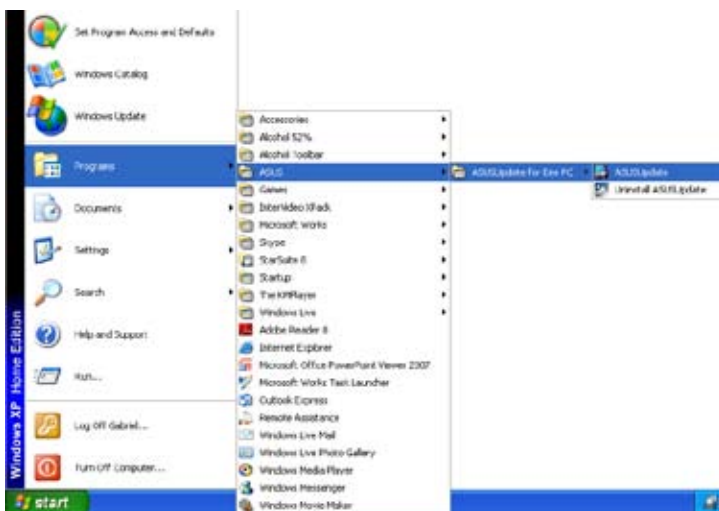 Set Program Access and Defaults
Windows Catalog
Windows Update
Programs
Documents
Settings
Search
Help and Support
Run...
Log Off Gabriel...
Turn Off Computer...
Windows XP Home Edition
start
Accessories
Alcohol 52%
Alcohol Toolbar
ASUS
Games
InterVideo XPack
Microsoft Works
Skype
StarSuite 8
Startup
The KMPlayer
Windows Live
Adobe Reader 8
Internet Explorer
Microsoft Office PowerPoint Viewer 2007
Microsoft Works Task Launcher
Outlook Express
Remote Assistance
Windows Live Mail
Windows Live Photo Gallery
Windows Media Player
Windows Messenger
Windows Movie Maker
ASUSUpdate for Eee PC
ASUSUpdate
Uninstall ASUSUpdate